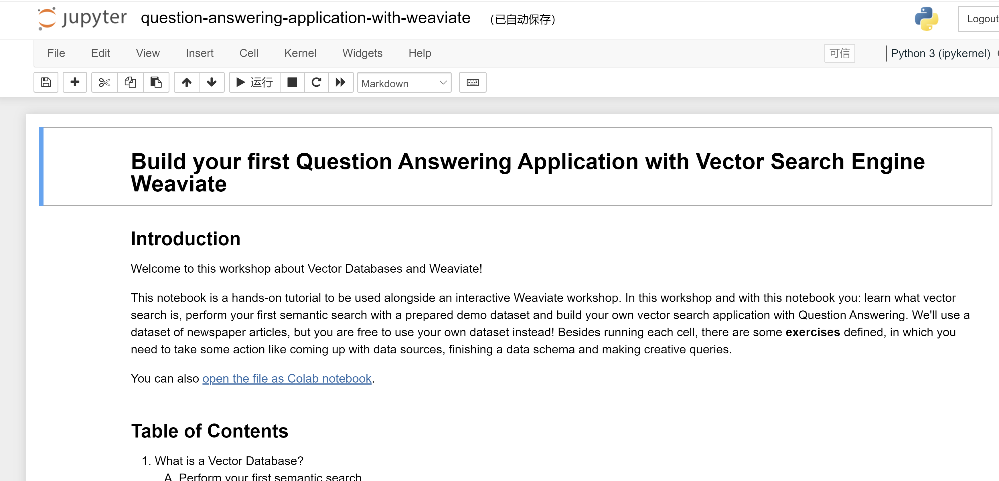 jupyter question-answering-application-with-weaviate (已自动保存)
Logout
File Edit View Insert Cell Kernel Widgets Help 可信 Python 3 (ipykernel)
运行 Markdown
Build your first Question Answering Application with Vector Search Engine
Weaviate
Introduction
Welcome to this workshop about Vector Databases and Weaviate!
This notebook is a hands-on tutorial to be used alongside an interactive Weaviate workshop. In this workshop and with this notebook you: learn what vector
search is, perform your first semantic search with a prepared demo dataset and build your own vector search application with Question Answering. We'll use a
dataset of newspaper articles, but you are free to use your own dataset instead! Besides running each cell, there are some exercises defined, in which you
need to take some action like coming up with data sources, finishing a data schema and making creative queries.
You can also open the file as Colab notebook.
Table of Contents
1. What is a Vector Database?
A. Perform your first semantic search